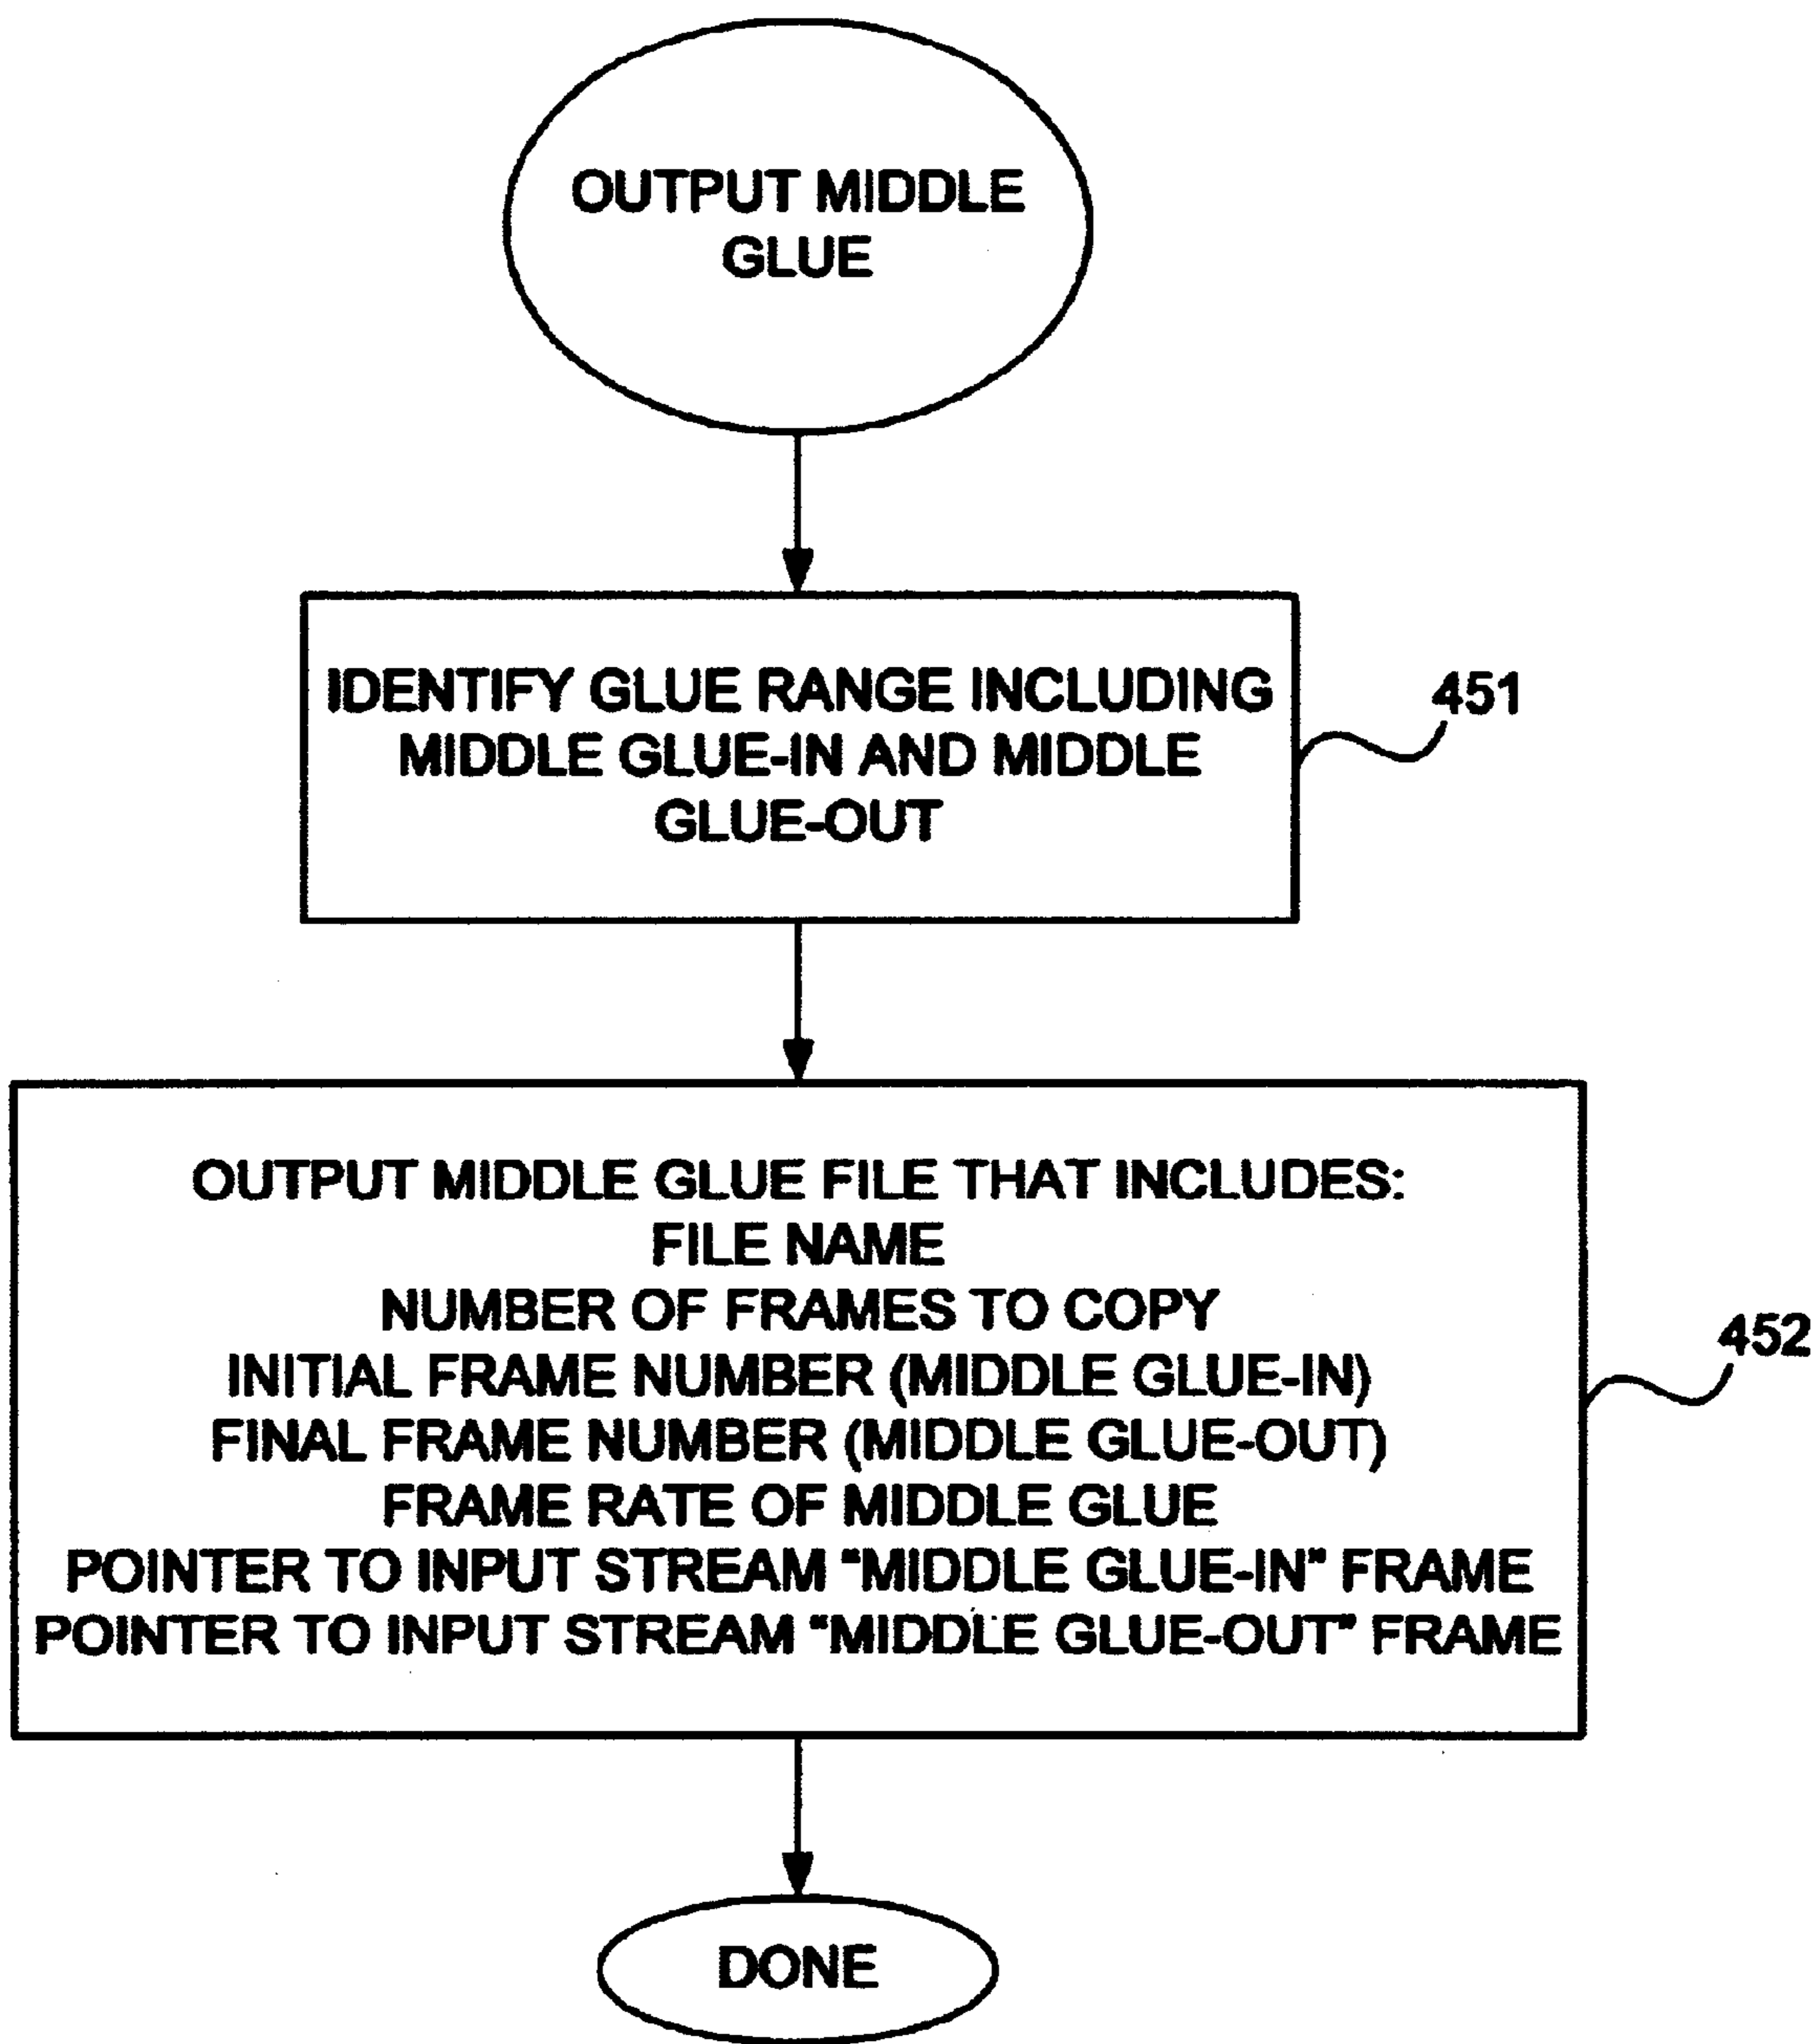 OUTPUT MIDDLE
GLUE
IDENTIFY GLUE RANGE INCLUDING
MIDDLE GLUE-IN AND MIDDLE
GLUE-OUT
451
OUTPUT MIDDLE GLUE FILE THAT INCLUDES:
FILE NAME
NUMBER OF FRAMES TO COPY
INITIAL FRAME NUMBER (MIDDLE GLUE-IN)
FINAL FRAME NUMBER (MIDDLE GLUE-OUT)
FRAME RATE OF MIDDLE GLUE
POINTER TO INPUT STREAM "MIDDLE GLUE-IN" FRAME
POINTER TO INPUT STREAM "MIDDLE GLUE-OUT" FRAME
452
DONE